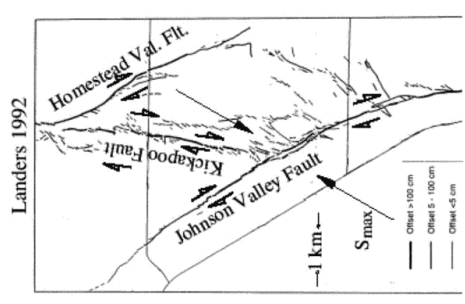 Landers 1992
Homestead Val. Flt.
Kickapoo Fault
Johnson Valley Fault
1 km
Smax
Offset >100 cm
Offset 5 - 100 cm
Offset <5 cm